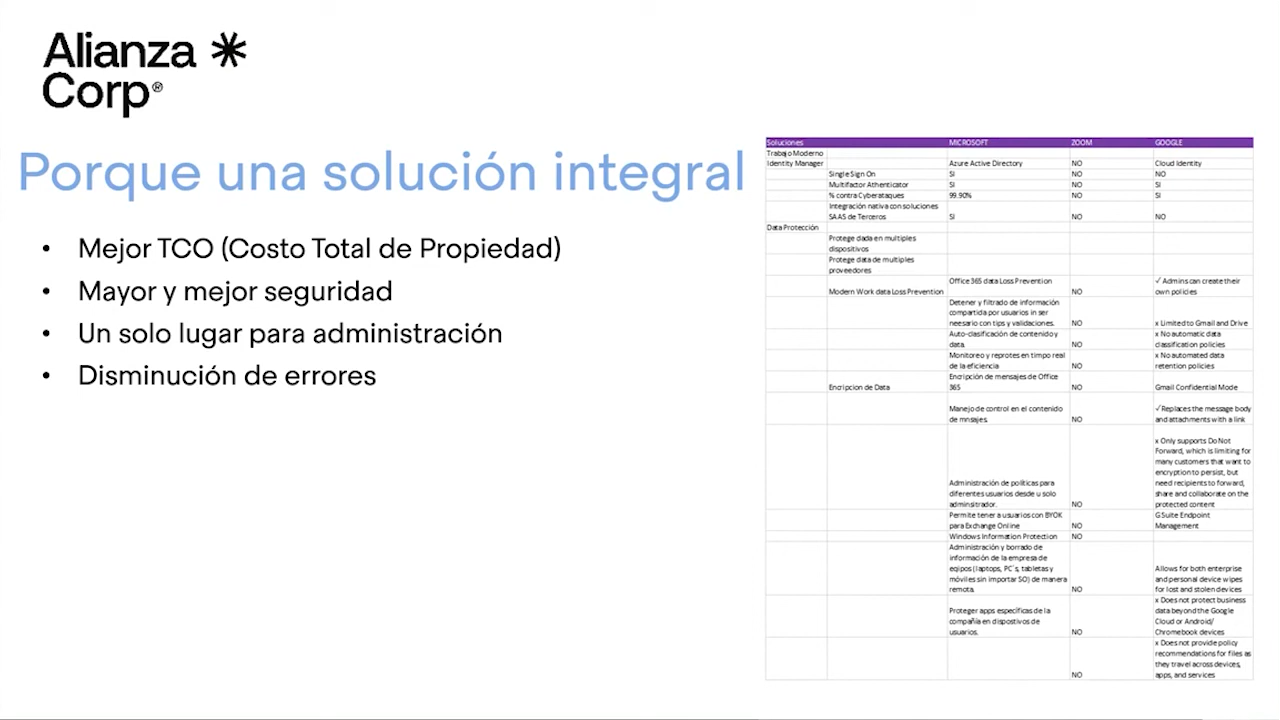 Alianza
Corp®
Porque una solución integral
• Mejor TCO (Costo Total de Propiedad)
• Mayor y mejor seguridad
• Un solo lugar para administración
• Disminución de errores
Soluciones MICROSOFT ZOOM GOOGLE
Trabajo Moderno
Identity Manager Azure Active Directory NO Cloud Identity
Single Sign On SI NO NO
Multifactor Athenticator SI NO SI
% contra Cyberataques 99.90% NO SI
Integración nativa con soluciones
SAAS de Terceros SI NO NO
Data Protección
Protege dada en multiples
dispositivos
Protege data de multiples
proveedores
Office 365 data Loss Prevention ✓ Admins can create their
Modern Work data Loss Prevention NO own policies
Detener y filtrado de información
compartida por usuarios in ser
neesario con tips y validaciones. NO x Limited to Gmail and Drive
Auto-clasificación de contenido y x No automatic data
data. NO classification policies
Monitoreo y reprotes en timpo real x No automated data
de la eficiencia NO retention policies
Encripción de mensajes de Office
Encripcion de Data 365 NO Gmail Confidential Mode
Manejo de control en el contenido ✓Replaces the message body
de mnsajes. NO and attachments with a link
x Only supports Do Not
Forward, which is limiting for
many customers that want to
encryption to persist, but
Administración de políticas para need recipients to forward,
diferentes usuarios desde u solo share and collaborate on the
adminsitrador. NO protected content
Permite tener a usuarios con BYOK GSuite Endpoint
para Exchange Online NO Management
Windows Information Protection NO
Administración y borrado de
información de la empresa de
eqipos (laptops, PC´s, tabletas y Allows for both enterprise
móviles sin importar SO) de manera and personal device wipes
remota. NO for lost and stolen devices
x Does not protect business
Proteger apps específicas de la data beyond the Google
compañía en dispostivos de Cloud or Android/
usuarios. NO Chromebook devices
x Does not provide policy
recommendations for files as
they travel across devices,
NO apps, and services